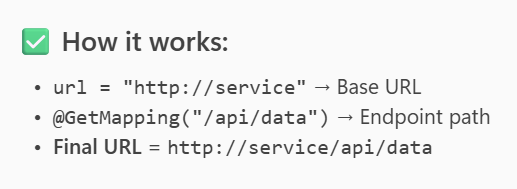 ✅ How it works:
• url = "http://service" → Base URL
• @GetMapping("/api/data") → Endpoint path
• Final URL = http://service/api/data